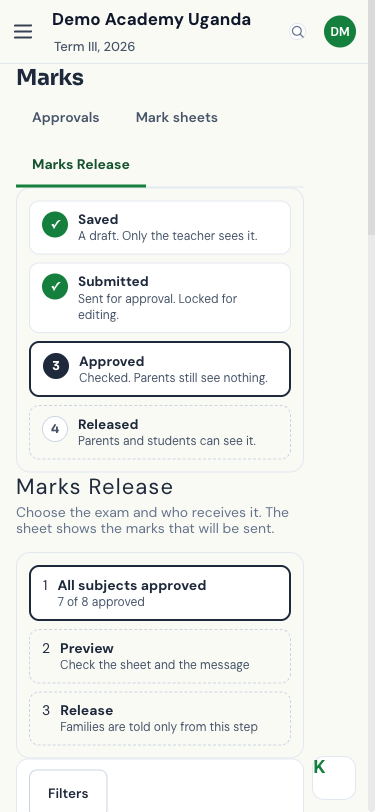 Demo Academy Uganda
Term III, 2026
DM
Marks
Approvals
Mark sheets
Marks Release
✓ Saved
A draft. Only the teacher sees it.
✓ Submitted
Sent for approval. Locked for
editing.
3 Approved
Checked. Parents still see nothing.
4 Released
Parents and students can see it.
Marks Release
Choose the exam and who receives it. The
sheet shows the marks that will be sent.
1 All subjects approved
7 of 8 approved
2 Preview
Check the sheet and the message
3 Release
Families are told only from this step
K
Filters